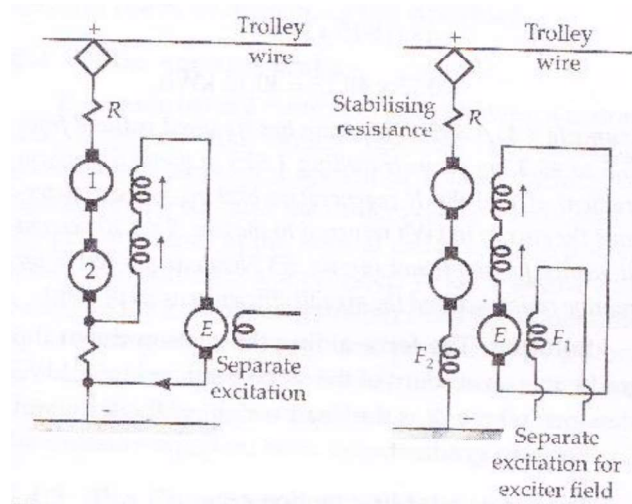 +
Trolley
wire
R
1
2
E
Separate
excitation
+
Trolley
wire
Stabilising
resistance
R
F2
E
F1
Separate
excitation for
exciter field